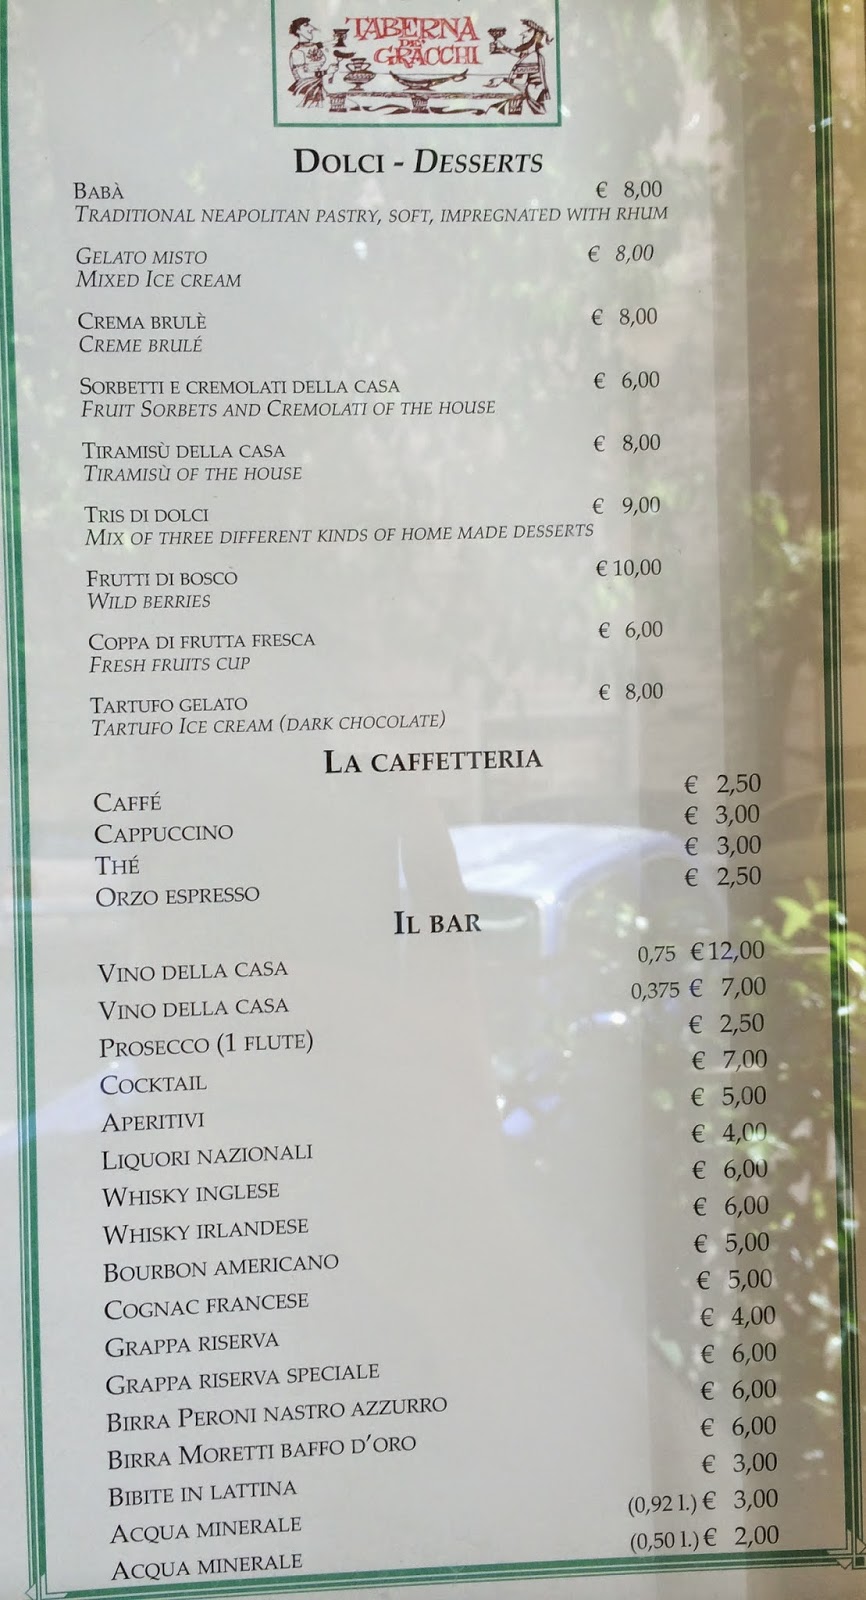 TABERNA
DE'
GRACCHI
DOLCI - DESSERTS
BABÀ € 8,00
TRADITIONAL NEAPOLITAN PASTRY, SOFT, IMPREGNATED WITH RHUM
GELATO MISTO € 8,00
MIXED ICE CREAM
CREMA BRULÈ € 8,00
CREME BRULÉ
SORBETTI E CREMOLATI DELLA CASA € 6,00
FRUIT SORBETS AND CREMOLATI OF THE HOUSE
TIRAMISÙ DELLA CASA € 8,00
TIRAMISÙ OF THE HOUSE
TRIS DI DOLCI € 9,00
MIX OF THREE DIFFERENT KINDS OF HOME MADE DESSERTS
FRUTTI DI BOSCO € 10,00
WILD BERRIES
COPPA DI FRUTTA FRESCA € 6,00
FRESH FRUITS CUP
TARTUFO GELATO € 8,00
TARTUFO ICE CREAM (DARK CHOCOLATE)
LA CAFFETTERIA
CAFFÉ € 2,50
CAPPUCCINO € 3,00
THÉ € 3,00
ORZO ESPRESSO € 2,50
IL BAR
VINO DELLA CASA 0,75 € 12,00
VINO DELLA CASA 0,375 € 7,00
PROSECCO (1 FLUTE) € 2,50
COCKTAIL € 7,00
APERITIVI € 5,00
LIQUORI NAZIONALI € 4,00
WHISKY INGLESE € 6,00
WHISKY IRLANDESE € 6,00
BOURBON AMERICANO € 5,00
COGNAC FRANCESE € 5,00
GRAPPA RISERVA € 4,00
GRAPPA RISERVA SPECIALE € 6,00
BIRRA PERONI NASTRO AZZURRO € 6,00
BIRRA MORETTI BAFFO D'ORO € 6,00
BIBITE IN LATTINA € 3,00
ACQUA MINERALE (0,92 l.) € 3,00
ACQUA MINERALE (0,50 l.) € 2,00